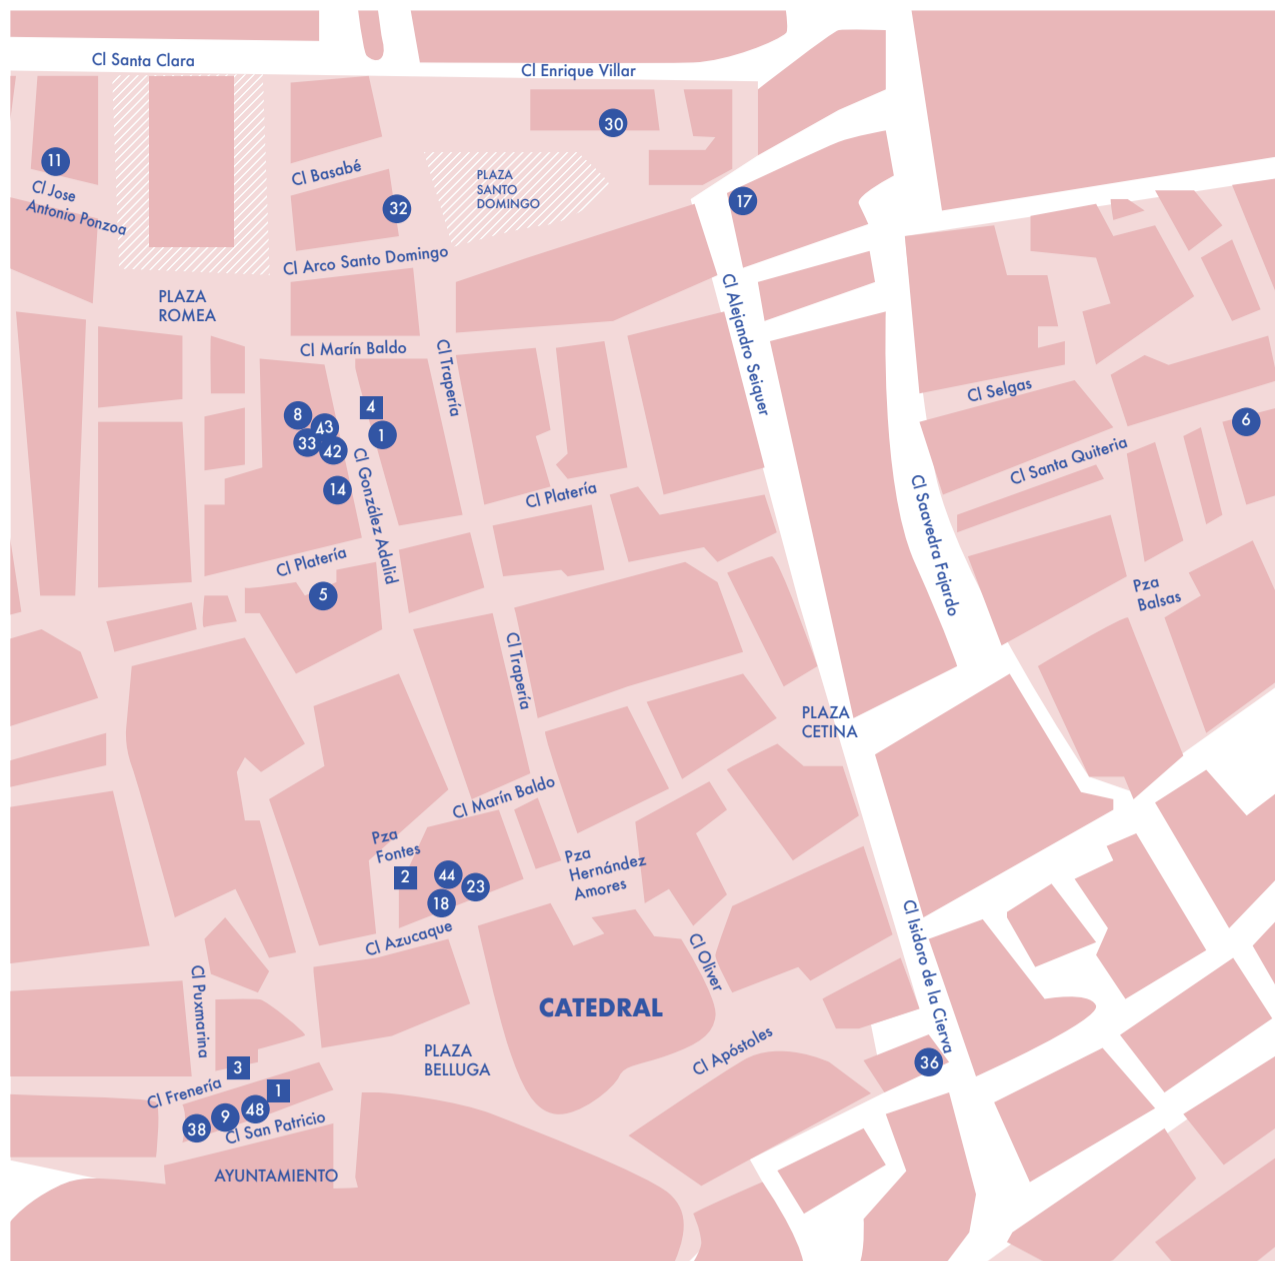 Cl Santa Clara
Cl Enrique Villar
30
11
Cl Basabé
PLAZA
SANTO
DOMINGO
Cl Jose
Antonio Ponzoa
32
17
Cl Arco Santo Domingo
PLAZA
ROMEA
Cl Alejandro Seiquer
Cl Marín Baldo
Cl Trapería
Cl Selgas
8
4
43
1
33
42
6
Cl Santa Quiteria
14
Cl González Adalid
Cl Platería
Cl Saavedra Fajardo
Cl Platería
5
Pza
Balsas
Cl Trapería
PLAZA
CETINA
Cl Marín Baldo
Pza
Fontes
2
44
23
18
Pza
Hernández
Amores
Cl Azucaque
Cl Oliver
Cl Isidoro de la Cierva
Cl Puxmarina
CATEDRAL
PLAZA
BELLUGA
Cl Apóstoles
36
3
Cl Frenería
1
48
9
38
Cl San Patricio
AYUNTAMIENTO